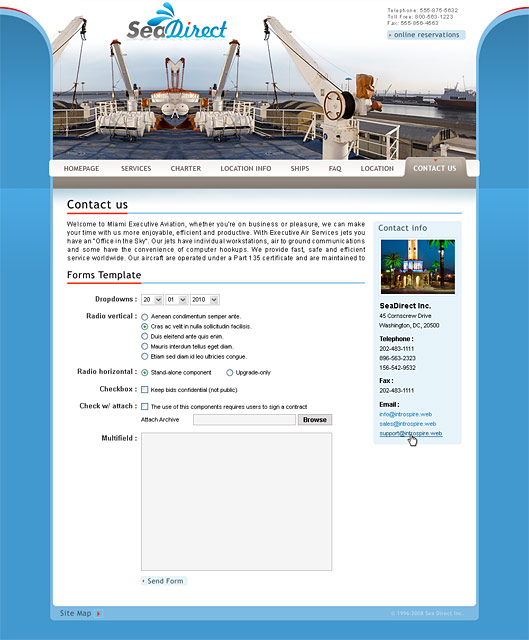 SeaDirect
Telephone: 555-875-5632
Toll Free: 800-563-1223
Fax: 555-956-4563
online reservations
HOMEPAGE SERVICES CHARTER LOCATION INFO SHIPS FAQ LOCATION CONTACT US
Contact us
Welcome to Miami Executive Aviation, whether you're on business or pleasure, we can make
your time with us more enjoyable, efficient and productive. With Executive Air Services jets you
have an "Office in the Sky". Our jets have individual workstations, air to ground communications
and some have the convenience of computer hookups. We provide fast, safe and efficient
service worldwide. Our aircraft are operated under a Part 135 certificate and are maintained to
Forms Template
Dropdowns : 20 01 2010
Radio vertical : Aenean condimentum semper ante.
Cras ac velit in nulla sollicitudin facilisis.
Duis eleifend ante quis enim.
Mauris interdum tellus eget diam.
Etiam sed diam id leo ultricies congue.
Radio horizontal : Stand-alone component Upgrade-only
Checkbox : Keep bids confidential (not public)
Check w/ attach : The use of this components requires users to sign a contract
Attach Archive Browse
Multifield :
Send Form
Contact info
SeaDirect Inc.
45 Cornscrew Drive
Washington, DC, 20500
Telephone :
202-483-1111
896-563-2323
156-542-9532
Fax :
202-483-1111
Email :
info@introspire.web
sales@introspire.web
support@introspire.web
Site Map
© 1996-2008 Sea Direct Inc.